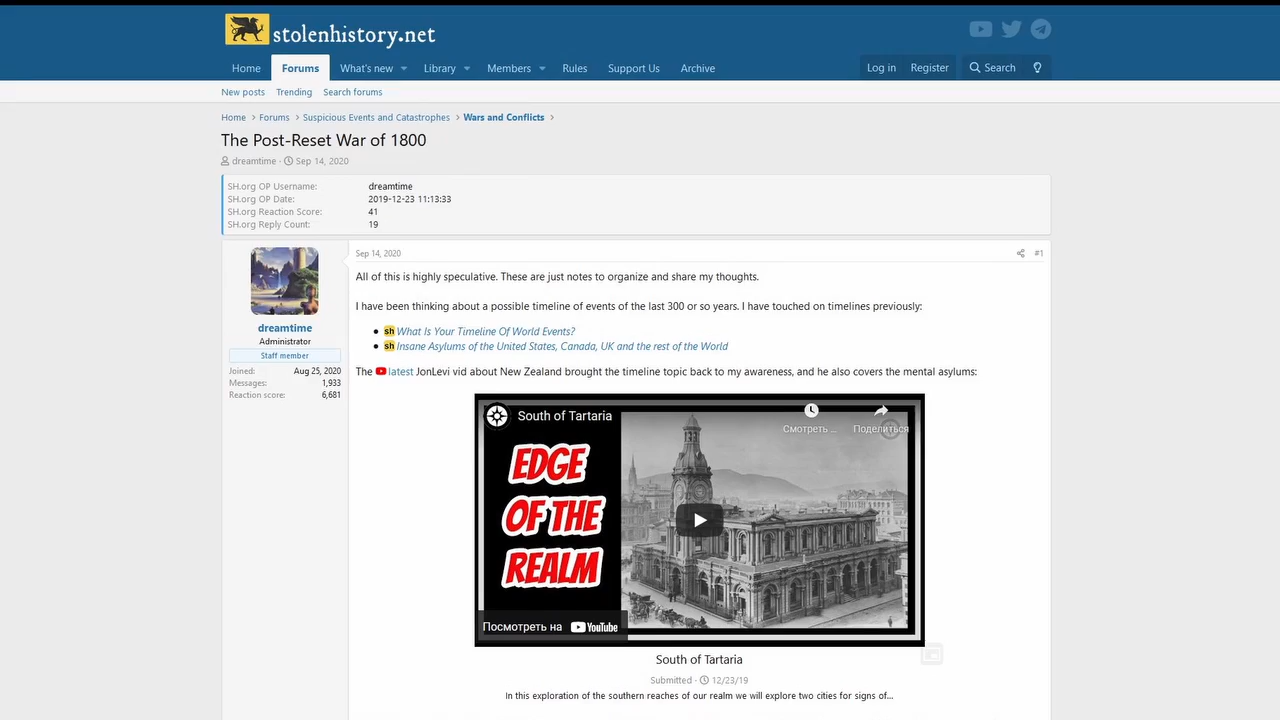 stolenhistory.net
Home Forums What's new Library Members Rules Support Us Archive Log in Register Search
New posts Trending Search forums
Home Forums Suspicious Events and Catastrophes Wars and Conflicts
The Post-Reset War of 1800
dreamtime · Sep 14, 2020
SH.org OP Username: dreamtime
SH.org OP Date: 2019-12-23 11:13:33
SH.org Reaction Score: 41
SH.org Reply Count: 19
Sep 14, 2020 #1
dreamtime
Administrator
Staff member
Joined: Aug 25, 2020
Messages: 1,933
Reaction score: 6,681
All of this is highly speculative. These are just notes to organize and share my thoughts.
I have been thinking about a possible timeline of events of the last 300 or so years. I have touched on timelines previously:
sh What Is Your Timeline Of World Events?
sh Insane Asylums of the United States, Canada, UK and the rest of the World
The latest JonLevi vid about New Zealand brought the timeline topic back to my awareness, and he also covers the mental asylums:
South of Tartaria
Смотреть ... Поделиться
EDGE
OF THE
REALM
Посмотреть на YouTube
South of Tartaria
Submitted · 12/23/19
In this exploration of the southern reaches of our realm we will explore two cities for signs of...